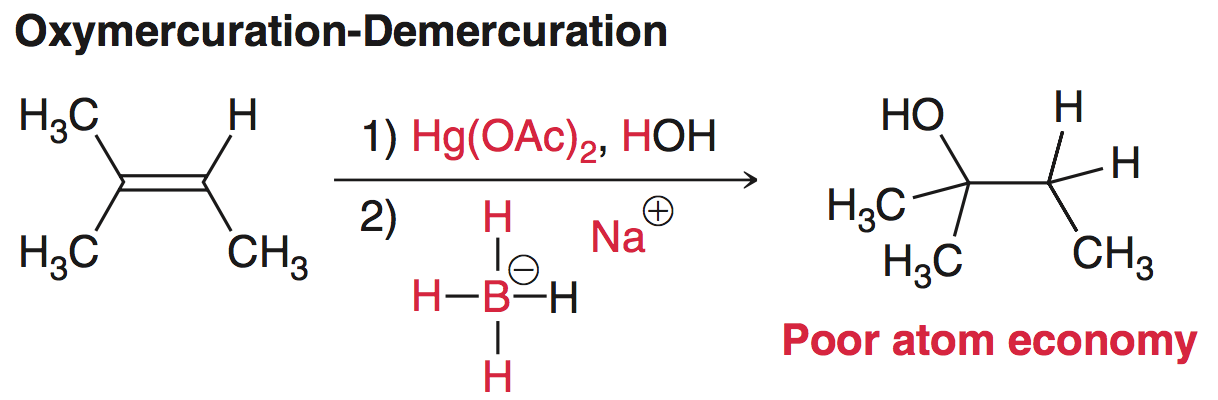 Oxymercuration-Demercuration
H₃C H
H₃C CH₃
1) Hg(OAc)₂, HOH
2)
H
H—B⊖—H
H
Na⊕
HO H
H
H₃C
H₃C CH₃
Poor atom economy